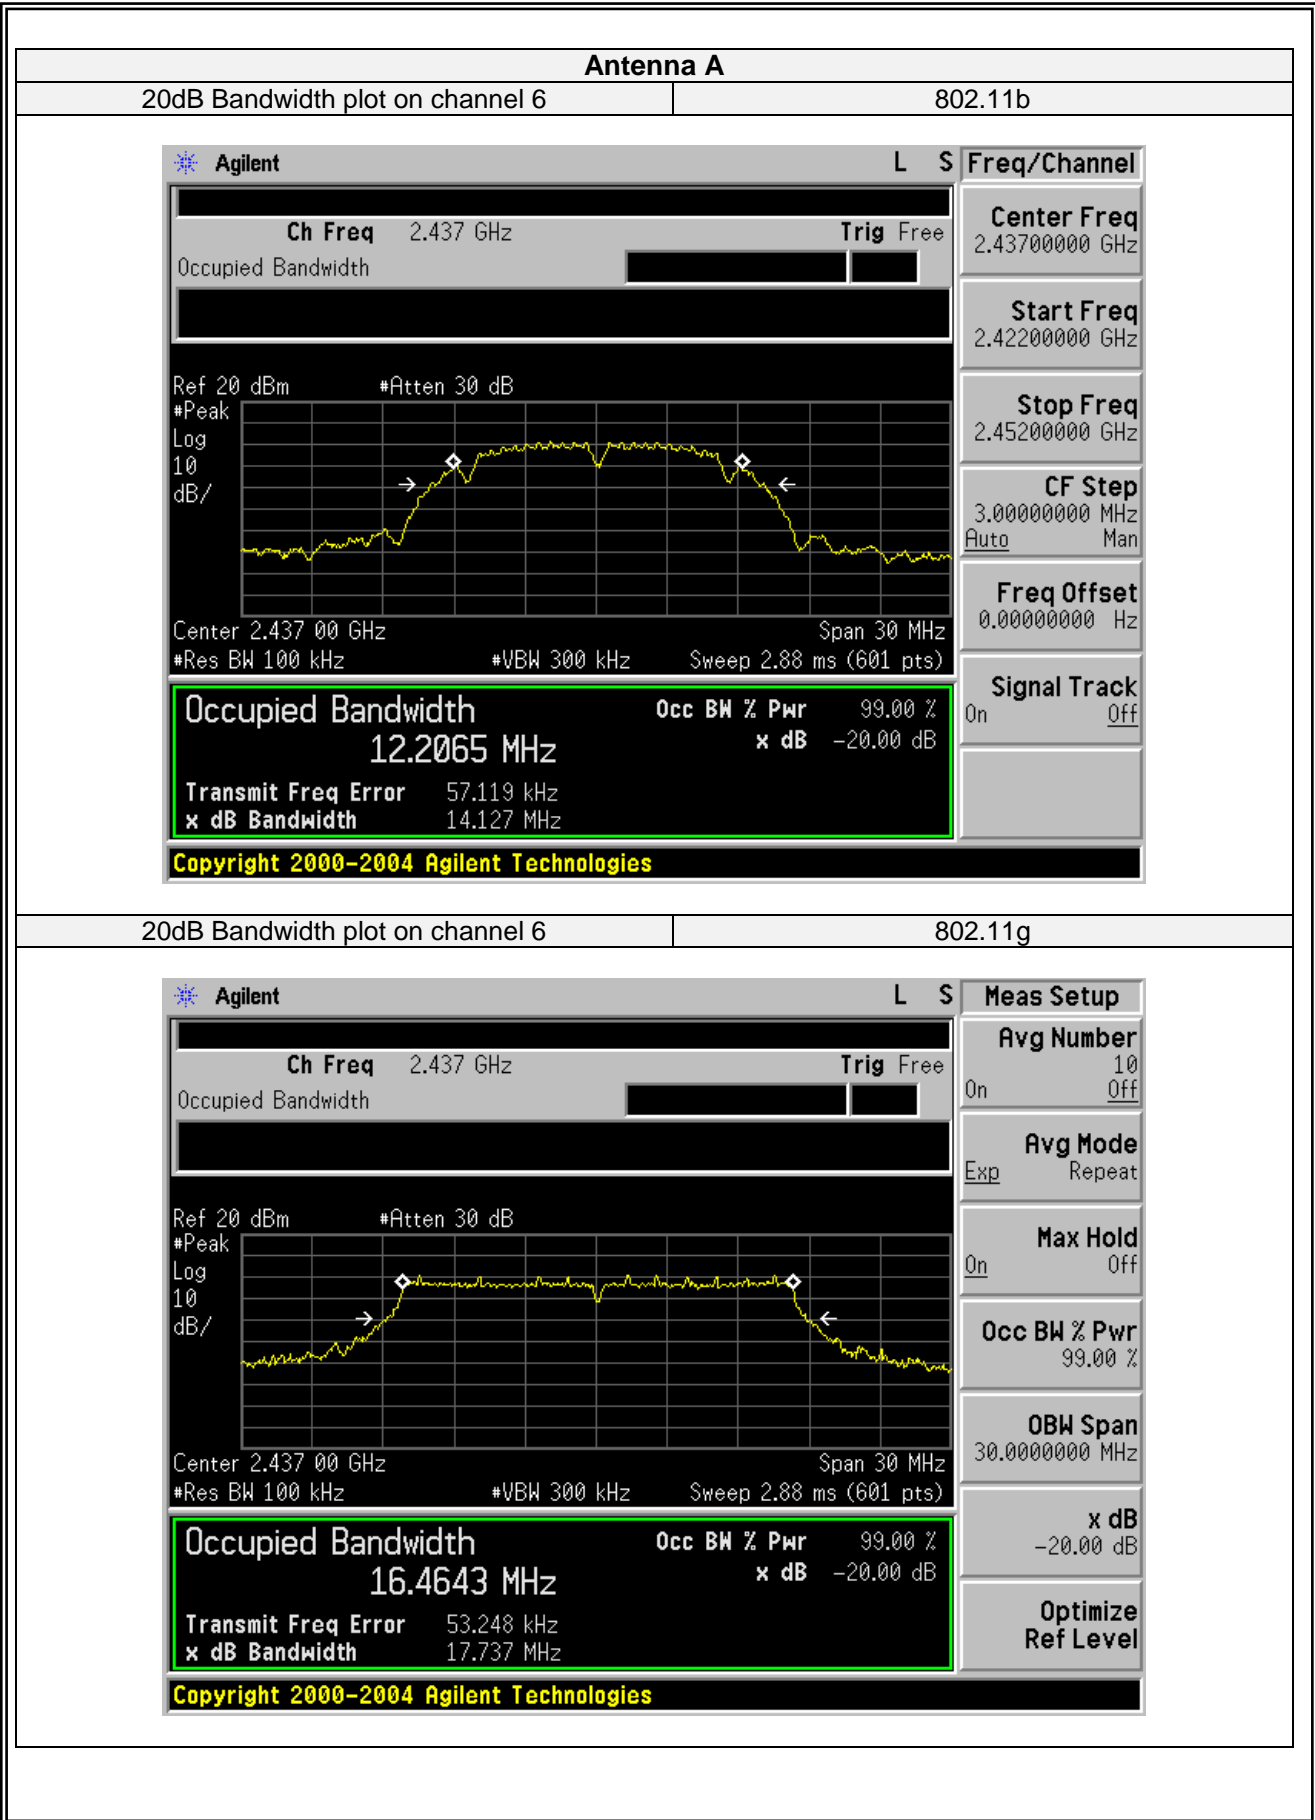 Antenna A
20dB Bandwidth plot on channel 6 802.11b
Agilent L S Freq/Channel
Ch Freq 2.437 GHz Trig Free
Occupied Bandwidth
Center Freq
2.43700000 GHz
Start Freq
2.42200000 GHz
Stop Freq
2.45200000 GHz
CF Step
3.00000000 MHz
Auto Man
Freq Offset
0.00000000 Hz
Signal Track
On Off
Ref 20 dBm #Atten 30 dB
#Peak
Log
10
dB/
Center 2.437 00 GHz Span 30 MHz
#Res BW 100 kHz #VBW 300 kHz Sweep 2.88 ms (601 pts)
Occupied Bandwidth Occ BW % Pwr 99.00 %
12.2065 MHz x dB -20.00 dB
Transmit Freq Error 57.119 kHz
x dB Bandwidth 14.127 MHz
Copyright 2000-2004 Agilent Technologies
20dB Bandwidth plot on channel 6 802.11g
Agilent L S Meas Setup
Ch Freq 2.437 GHz Trig Free
Occupied Bandwidth
Avg Number
10
On Off
Avg Mode
Exp Repeat
Max Hold
On Off
Occ BW % Pwr
99.00 %
OBW Span
30.0000000 MHz
x dB
-20.00 dB
Optimize
Ref Level
Ref 20 dBm #Atten 30 dB
#Peak
Log
10
dB/
Center 2.437 00 GHz Span 30 MHz
#Res BW 100 kHz #VBW 300 kHz Sweep 2.88 ms (601 pts)
Occupied Bandwidth Occ BW % Pwr 99.00 %
16.4643 MHz x dB -20.00 dB
Transmit Freq Error 53.248 kHz
x dB Bandwidth 17.737 MHz
Copyright 2000-2004 Agilent Technologies